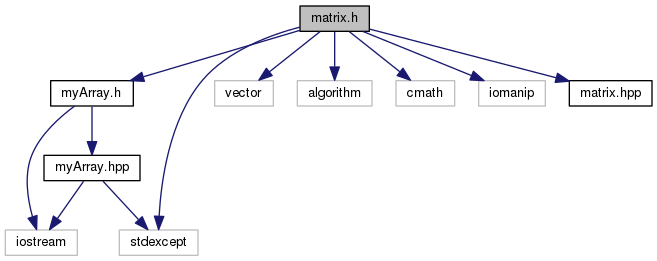 matrix.h
myArray.h
vector
algorithm
cmath
iomanip
matrix.hpp
myArray.hpp
iostream
stdexcept